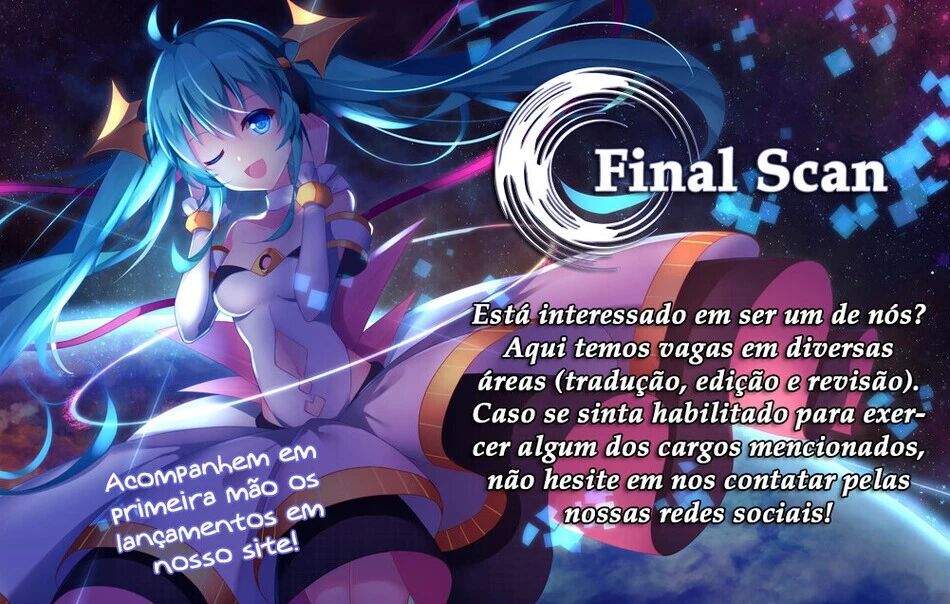 Final Scan
Está interessado em ser um de nós?
Aqui temos vagas em diversas
áreas (tradução, edição e revisão).
Caso se sinta habilitado para exer-
cer algum dos cargos mencionados,
não hesite em nos contatar pelas
nossas redes sociais!
Acompanhem em
primeira mão os
lançamentos em
nosso site!